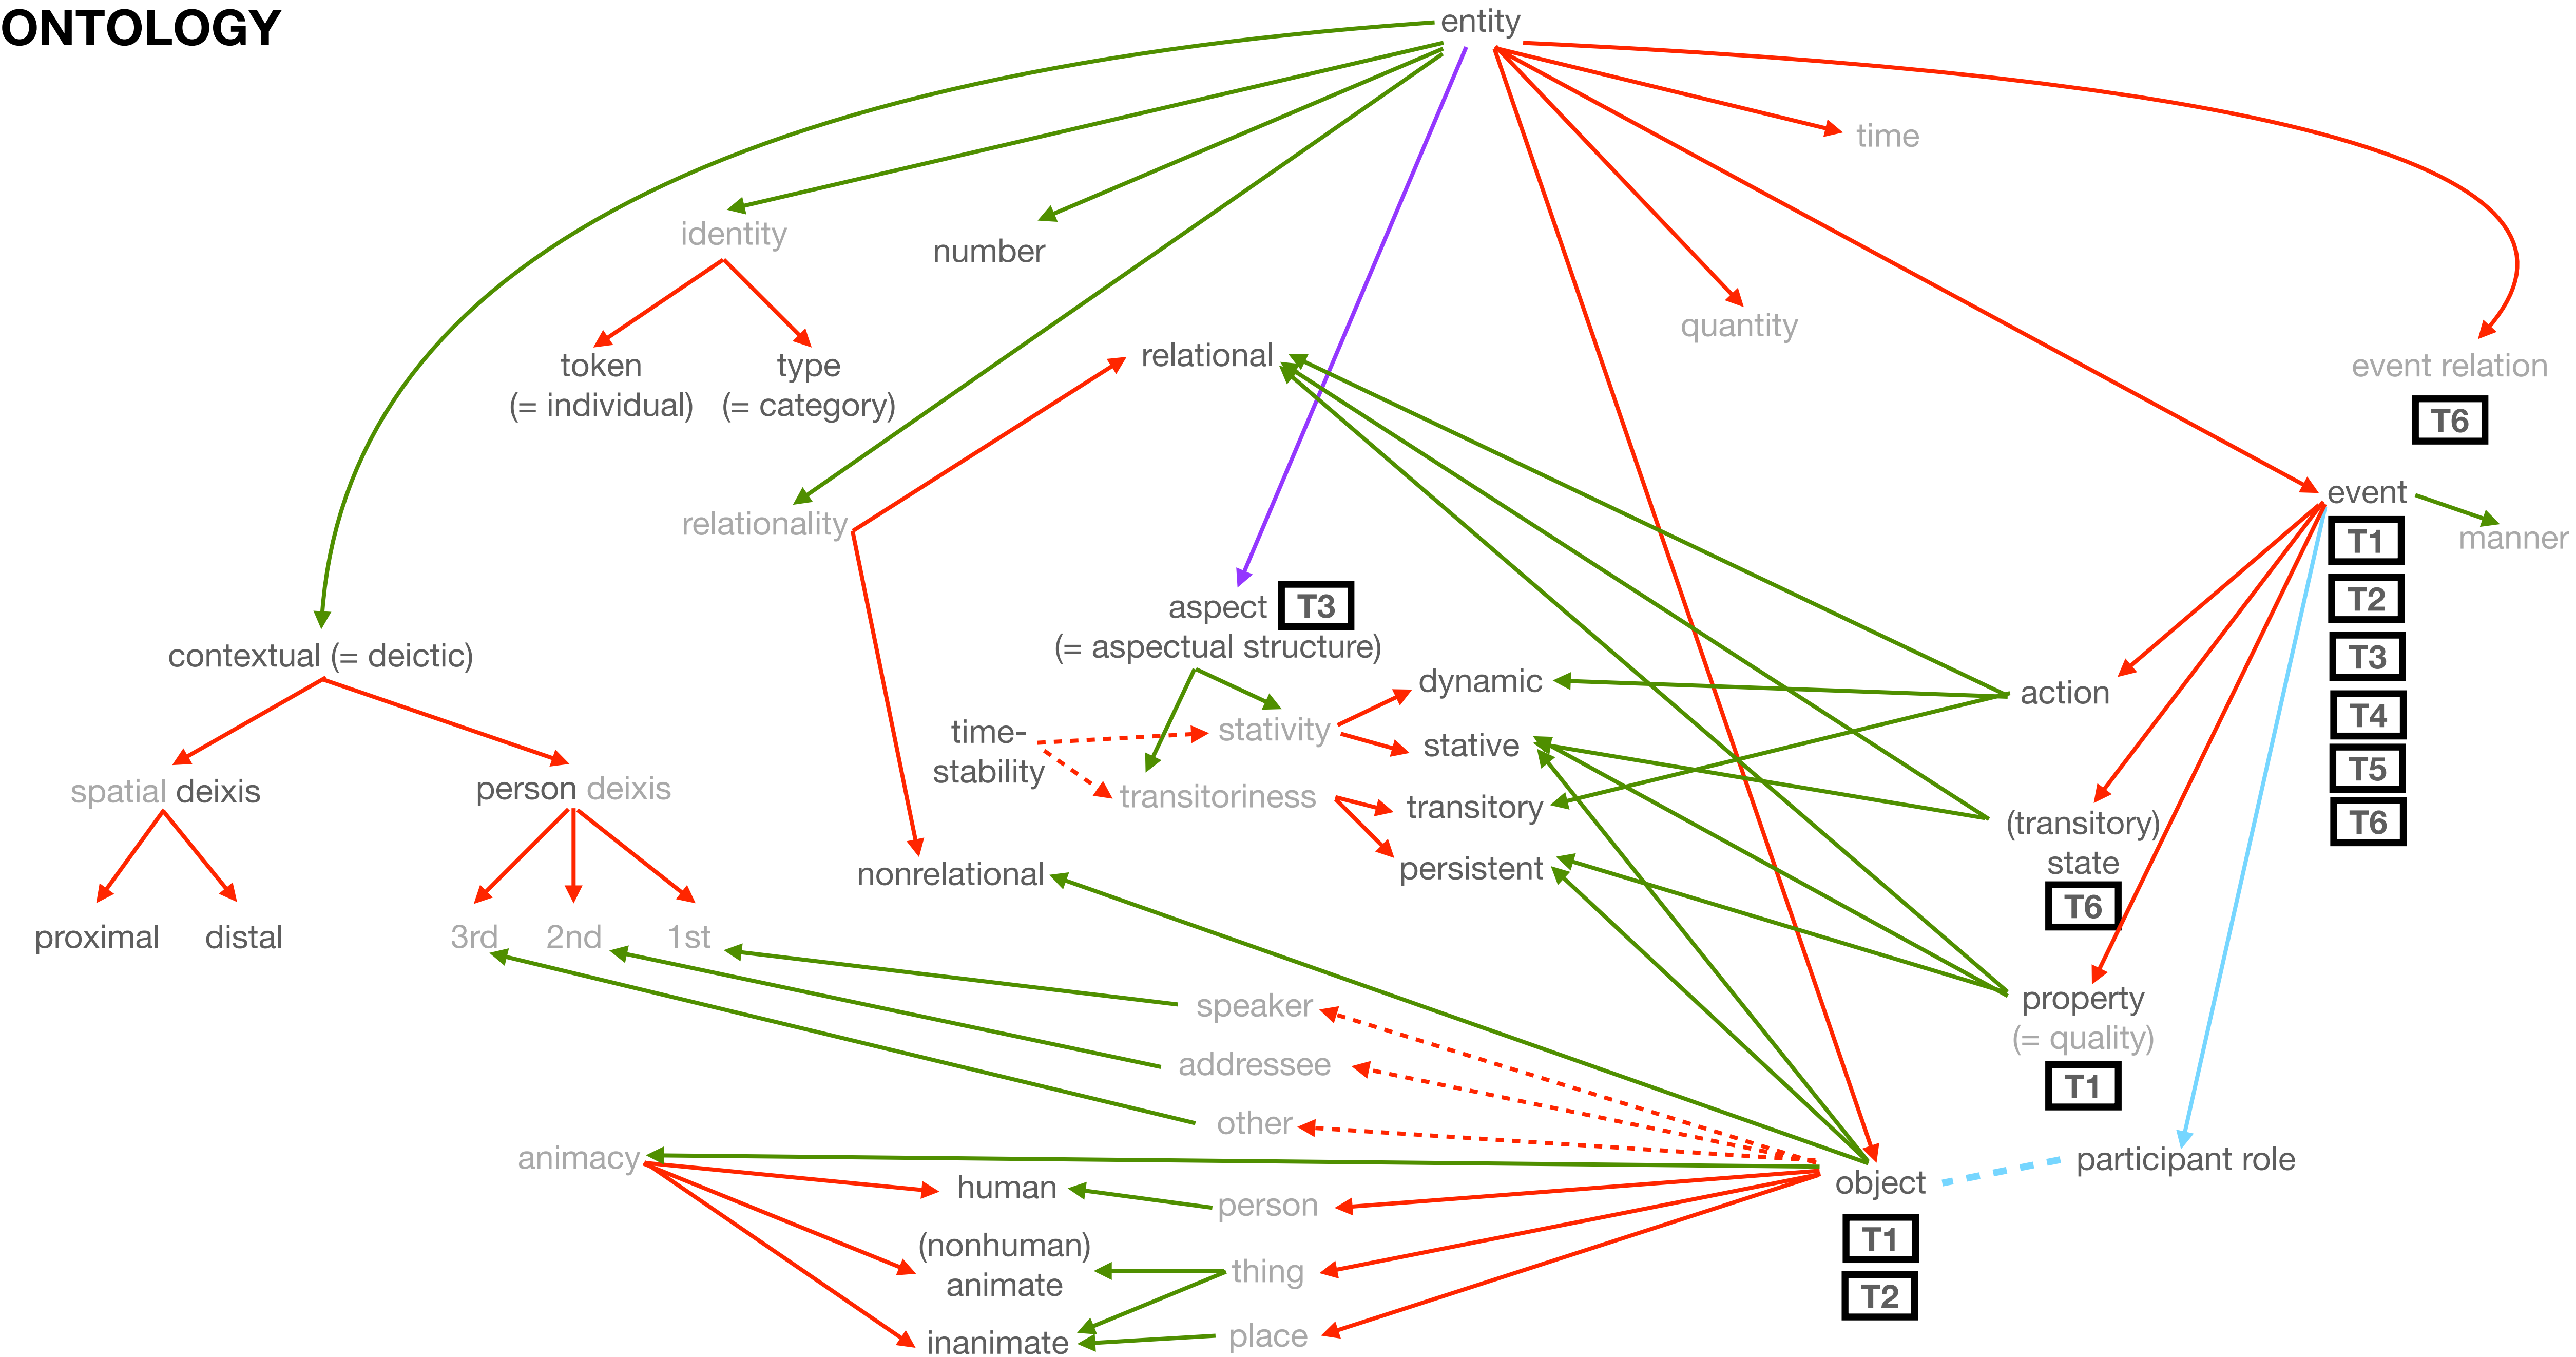 ONTOLOGY
entity
time
identity
number
quantity
token
(= individual)
type
(= category)
relational
event relation
T6
relationality
event
manner
T1
T2
T3
T4
T5
T6
aspect T3
(= aspectual structure)
contextual (= deictic)
dynamic
action
time-
stability
stativity
stative
transitoriness
transitory
persistent
(transitory)
state
T6
spatial deixis
person deixis
nonrelational
proximal
distal
3rd
2nd
1st
property
(= quality)
T1
speaker
addressee
other
animacy
participant role
object
T1
T2
human
person
(nonhuman)
animate
thing
inanimate
place